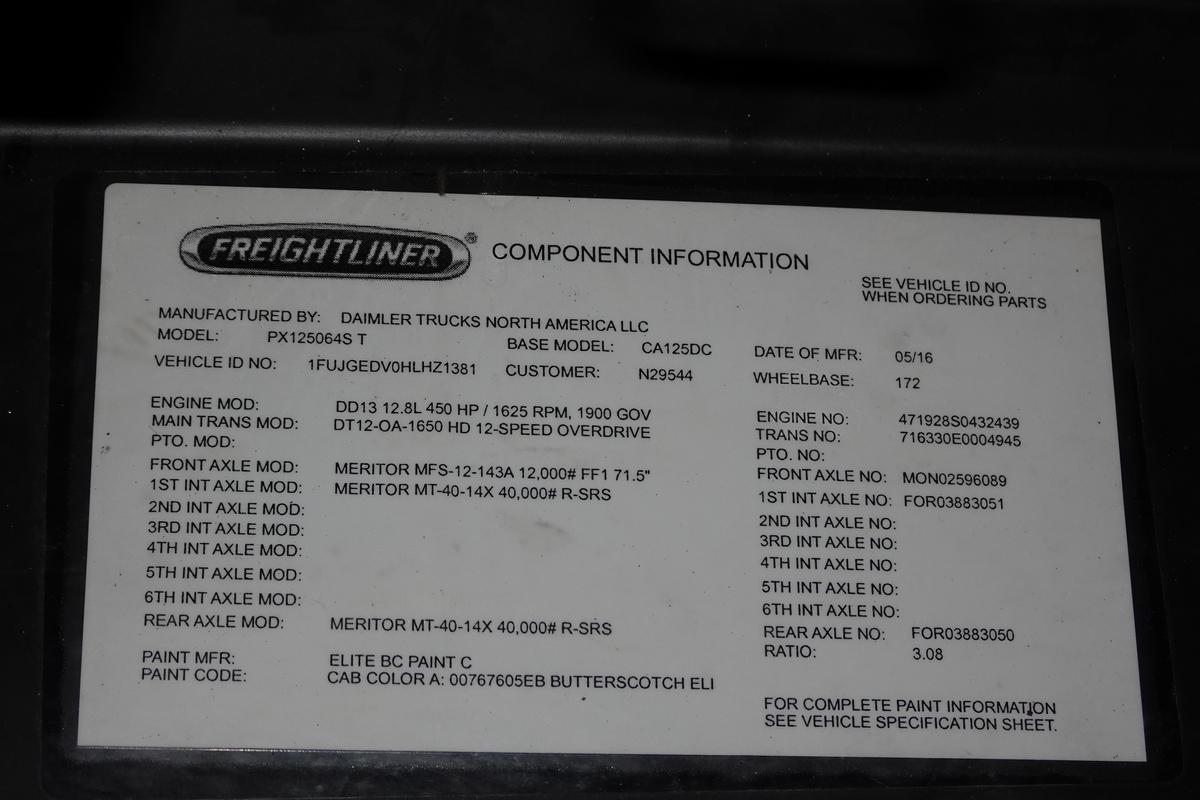 FREIGHTLINER® COMPONENT INFORMATION
SEE VEHICLE ID NO.
WHEN ORDERING PARTS
MANUFACTURED BY: DAIMLER TRUCKS NORTH AMERICA LLC
MODEL: PX125064S T BASE MODEL: CA125DC DATE OF MFR: 05/16
VEHICLE ID NO: 1FUJGEDV0HLHZ1381 CUSTOMER: N29544 WHEELBASE: 172
ENGINE MOD: DD13 12.8L 450 HP / 1625 RPM, 1900 GOV ENGINE NO: 471928S0432439
MAIN TRANS MOD: DT12-OA-1650 HD 12-SPEED OVERDRIVE TRANS NO: 716330E0004945
PTO. MOD: PTO. NO:
FRONT AXLE MOD: MERITOR MFS-12-143A 12,000# FF1 71.5" FRONT AXLE NO: MON02596089
1ST INT AXLE MOD: MERITOR MT-40-14X 40,000# R-SRS 1ST INT AXLE NO: FOR03883051
2ND INT AXLE MOD: 2ND INT AXLE NO:
3RD INT AXLE MOD: 3RD INT AXLE NO:
4TH INT AXLE MOD: 4TH INT AXLE NO:
5TH INT AXLE MOD: 5TH INT AXLE NO:
6TH INT AXLE MOD: 6TH INT AXLE NO:
REAR AXLE MOD: MERITOR MT-40-14X 40,000# R-SRS REAR AXLE NO: FOR03883050
RATIO: 3.08
PAINT MFR: ELITE BC PAINT C
PAINT CODE: CAB COLOR A: 00767605EB BUTTERSCOTCH ELI
FOR COMPLETE PAINT INFORMATION
SEE VEHICLE SPECIFICATION SHEET.